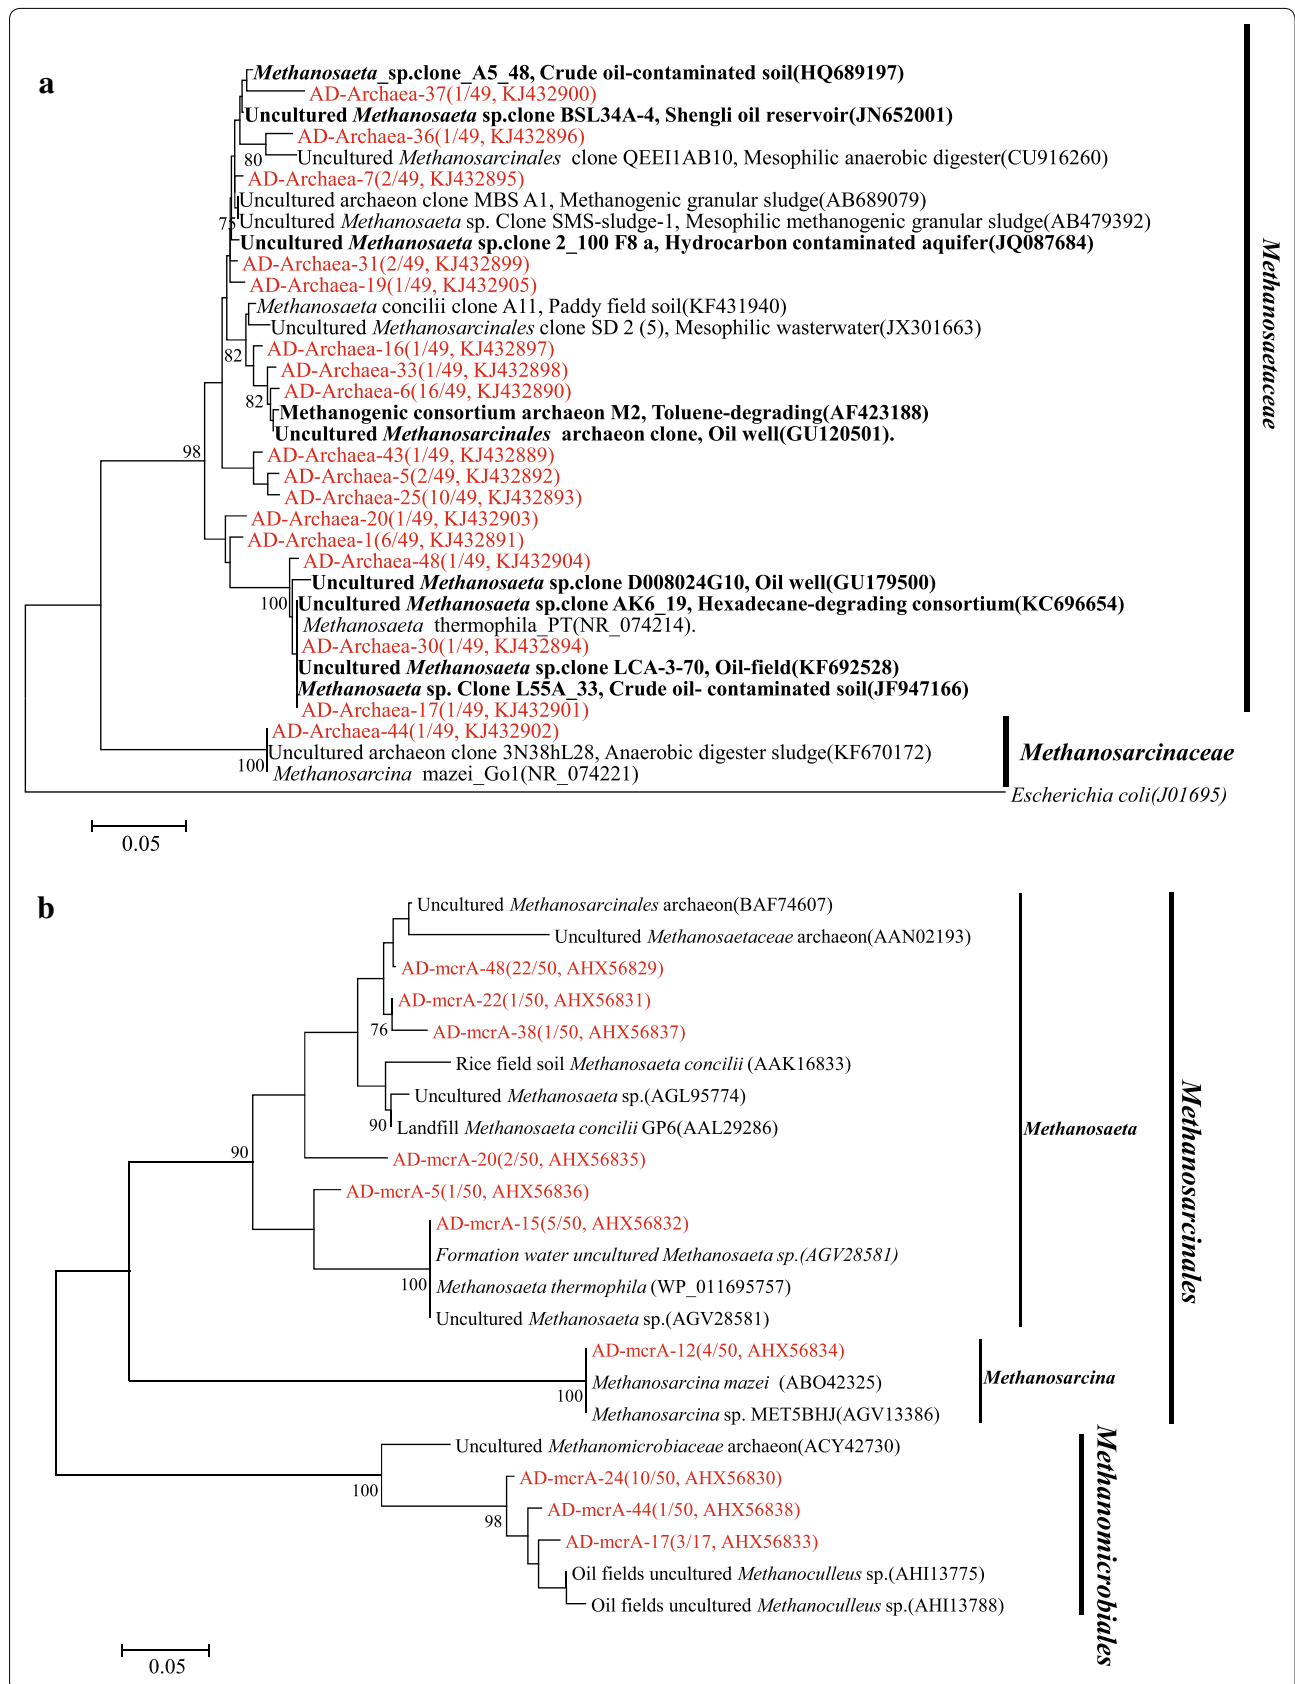 a
Methanosaeta_sp.clone_A5_48, Crude oil-contaminated soil(HQ689197)
AD-Archaea-37(1/49, KJ432900)
Uncultured Methanosaeta sp.clone BSL34A-4, Shengli oil reservoir(JN652001)
AD-Archaea-36(1/49, KJ432896)
80
Uncultured Methanosarcinales clone QEEI1AB10, Mesophilic anaerobic digester(CU916260)
AD-Archaea-7(2/49, KJ432895)
Uncultured archaeon clone MBS A1, Methanogenic granular sludge(AB689079)
75
Uncultured Methanosaeta sp. Clone SMS-sludge-1, Mesophilic methanogenic granular sludge(AB479392)
Uncultured Methanosaeta sp.clone 2_100 F8 a, Hydrocarbon contaminated aquifer(JQ087684)
AD-Archaea-31(2/49, KJ432899)
AD-Archaea-19(1/49, KJ432905)
Methanosaeta concilii clone A11, Paddy field soil(KF431940)
Uncultured Methanosarcinales clone SD 2 (5), Mesophilic wasterwater(JX301663)
82
AD-Archaea-16(1/49, KJ432897)
AD-Archaea-33(1/49, KJ432898)
AD-Archaea-6(16/49, KJ432890)
82
Methanogenic consortium archaeon M2, Toluene-degrading(AF423188)
Uncultured Methanosarcinales archaeon clone, Oil well(GU120501).
98
AD-Archaea-43(1/49, KJ432889)
AD-Archaea-5(2/49, KJ432892)
AD-Archaea-25(10/49, KJ432893)
AD-Archaea-20(1/49, KJ432903)
AD-Archaea-1(6/49, KJ432891)
AD-Archaea-48(1/49, KJ432904)
Uncultured Methanosaeta sp.clone D008024G10, Oil well(GU179500)
100
Uncultured Methanosaeta sp.clone AK6_19, Hexadecane-degrading consortium(KC696654)
Methanosaeta thermophila_PT(NR_074214).
AD-Archaea-30(1/49, KJ432894)
Uncultured Methanosaeta sp.clone LCA-3-70, Oil-field(KF692528)
Methanosaeta sp. Clone L55A_33, Crude oil- contaminated soil(JF947166)
AD-Archaea-17(1/49, KJ432901)
Methanosaetaceae
AD-Archaea-44(1/49, KJ432902)
Uncultured archaeon clone 3N38hL28, Anaerobic digester sludge(KF670172)
100
Methanosarcina mazei_Go1(NR_074221)
Methanosarcinaceae
Escherichia coli(J01695)
0.05
b
Uncultured Methanosarcinales archaeon(BAF74607)
Uncultured Methanosaetaceae archaeon(AAN02193)
AD-mcrA-48(22/50, AHX56829)
AD-mcrA-22(1/50, AHX56831)
76
AD-mcrA-38(1/50, AHX56837)
Rice field soil Methanosaeta concilii (AAK16833)
Uncultured Methanosaeta sp.(AGL95774)
90
Landfill Methanosaeta concilii GP6(AAL29286)
Methanosaeta
90
AD-mcrA-20(2/50, AHX56835)
AD-mcrA-5(1/50, AHX56836)
AD-mcrA-15(5/50, AHX56832)
Formation water uncultured Methanosaeta sp.(AGV28581)
100
Methanosaeta thermophila (WP_011695757)
Uncultured Methanosaeta sp.(AGV28581)
Methanosarcinales
AD-mcrA-12(4/50, AHX56834)
Methanosarcina mazei (ABO42325)
100
Methanosarcina
Methanosarcina sp. MET5BHJ(AGV13386)
Uncultured Methanomicrobiaceae archaeon(ACY42730)
100
AD-mcrA-24(10/50, AHX56830)
AD-mcrA-44(1/50, AHX56838)
98
AD-mcrA-17(3/17, AHX56833)
Oil fields uncultured Methanoculleus sp.(AHI13775)
Oil fields uncultured Methanoculleus sp.(AHI13788)
Methanomicrobiales
0.05